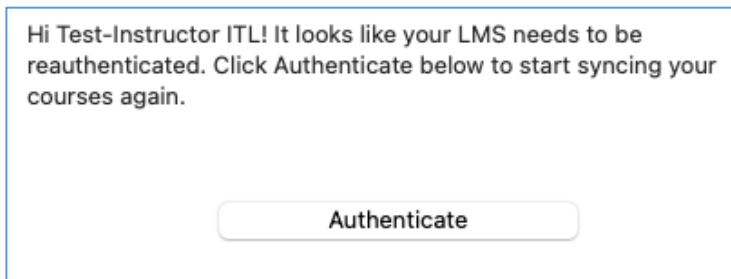 Hi Test-Instructor ITL! It looks like your LMS needs to be
reauthenticated. Click Authenticate below to start syncing your
courses again.
Authenticate